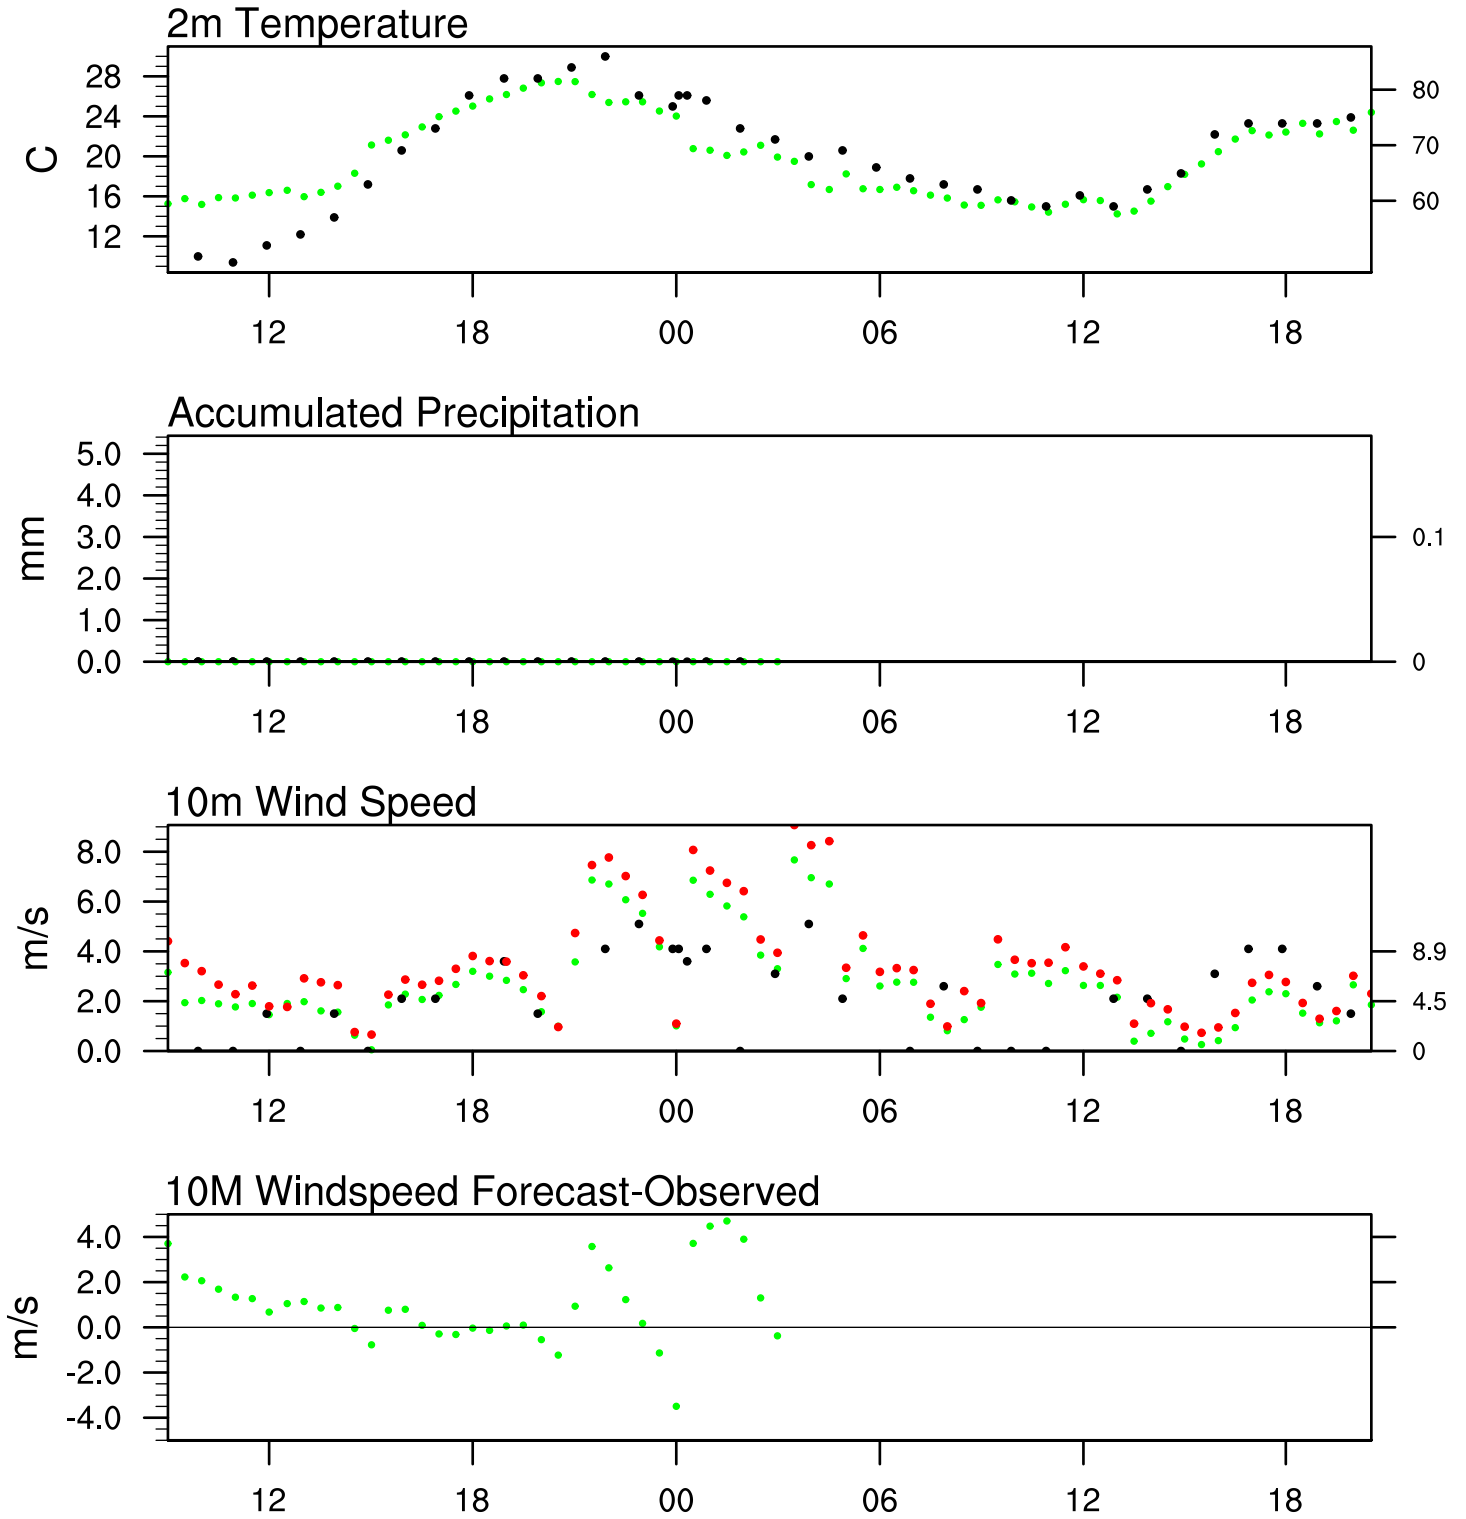 2m Temperature
28
24
20
16
12
C
80
70
60
12 18 00 06 12 18
Accumulated Precipitation
5.0
4.0
3.0
2.0
1.0
0.0
mm
0.1
0
12 18 00 06 12 18
10m Wind Speed
8.0
6.0
4.0
2.0
0.0
m/s
8.9
4.5
0
12 18 00 06 12 18
10M Windspeed Forecast-Observed
4.0
2.0
0.0
-2.0
-4.0
m/s
12 18 00 06 12 18